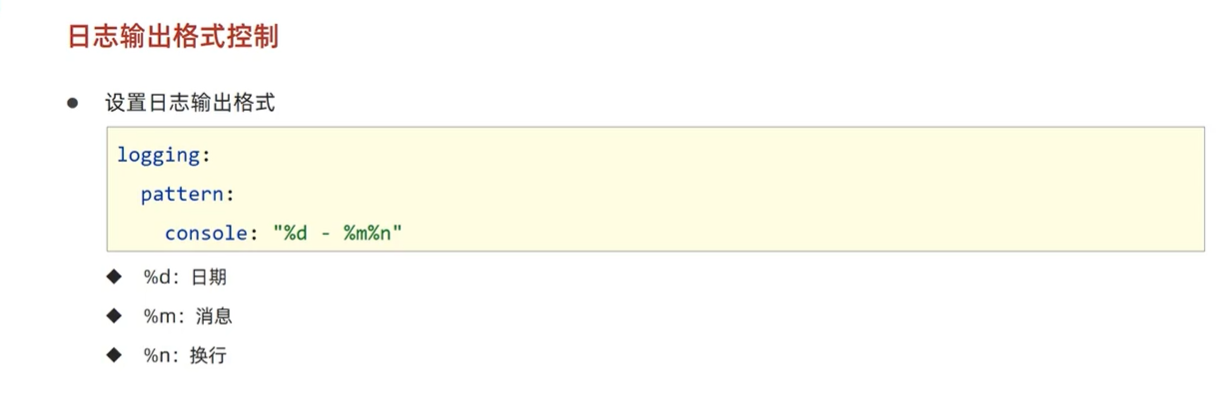 日志输出格式控制
● 设置日志输出格式
logging:
  pattern:
    console: "%d - %m%n"
◆ %d：日期
◆ %m：消息
◆ %n：换行